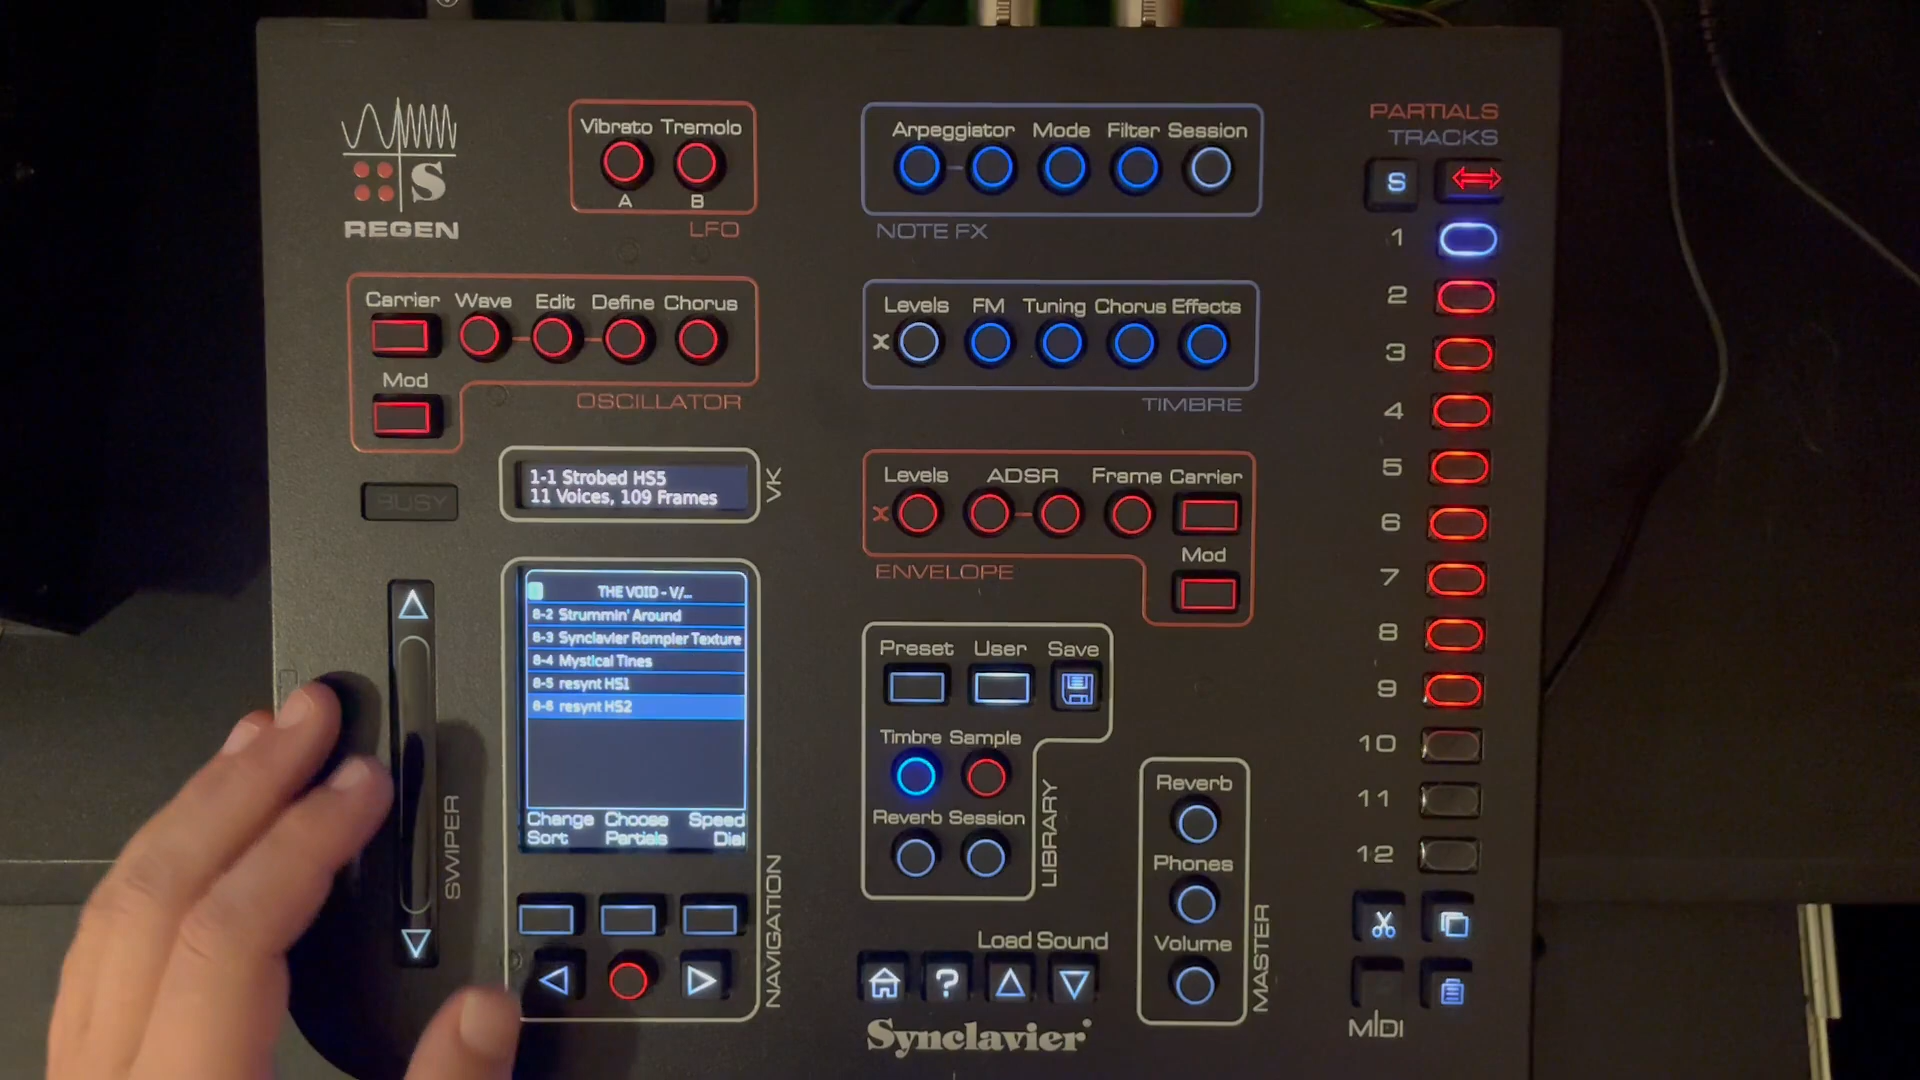 REGEN
S
Vibrato Tremolo
A B
LFO
Carrier Wave Edit Define Chorus
Mod
OSCILLATOR
BUSY
1-1 Strobed HS5
11 Voices, 109 Frames
VK
THE VOID - V/...
8-2 Strummin' Around
8-3 Synclavier Rompler Texture
8-4 Mystical Tines
8-5 resynt HS1
8-6 resynt HS2
Change Sort
Choose Partials
Speed Dial
SWIPER
NAVIGATION
Arpeggiator Mode Filter Session
NOTE FX
Levels FM Tuning Chorus Effects
X
TIMBRE
Levels ADSR Frame Carrier
X
Mod
ENVELOPE
Preset User Save
Timbre Sample
Reverb Session
LIBRARY
Load Sound
?
Synclavier
Reverb
Phones
Volume
MASTER
PARTIALS
TRACKS
S
1
2
3
4
5
6
7
8
9
10
11
12
MIDI